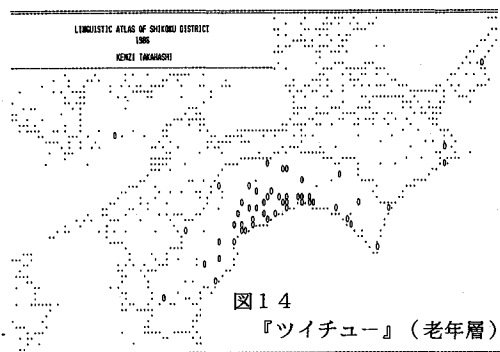 LINGUISTIC ATLAS OF SHIKOKU DISTRICT
1986
KENZI TAKAHASHI
図14
『ツイチュー』(老年層)